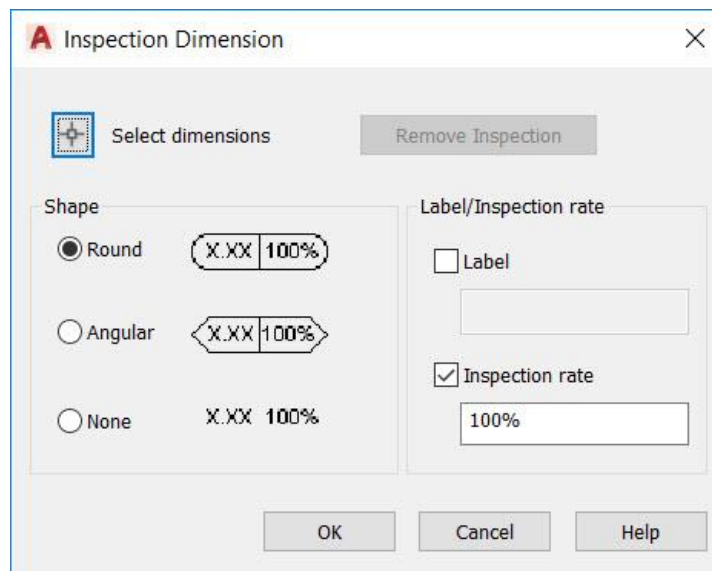 Inspection Dimension
Select dimensions
Remove Inspection
Shape
Round
X.XX 100%
Angular
X.XX 100%
None
X.XX 100%
Label/Inspection rate
Label
Inspection rate
100%
OK
Cancel
Help